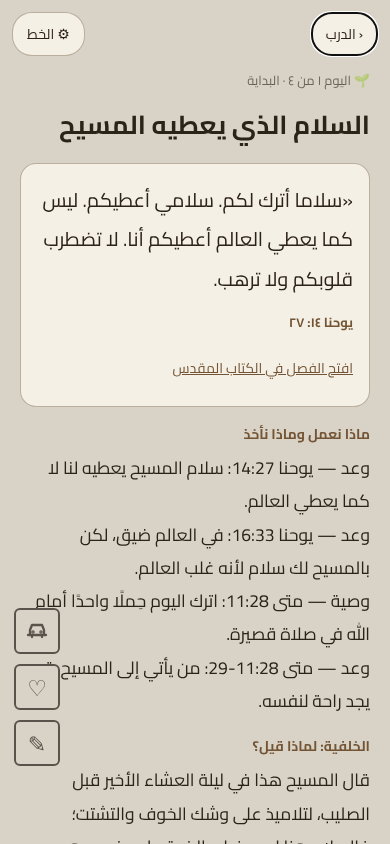 ‹ الدرب
⚙ الخط
🌱 اليوم ١ من ٤ · البداية
السلام الذي يعطيه المسيح
«سلاما أترك لكم. سلامي أعطيكم. ليس
كما يعطي العالم أعطيكم أنا. لا تضطرب
قلوبكم ولا ترهب.
يوحنا ١٤: ٢٧
افتح الفصل في الكتاب المقدس
ماذا نعمل وماذا نأخذ
وعد — يوحنا 14:27: سلام المسيح يعطيه لنا لا
كما يعطي العالم.
وعد — يوحنا 16:33: في العالم ضيق، لكن
بالمسيح لك سلام لأنه غلب العالم.
وصية — متى 11:28: اترك اليوم حِملًا واحدًا أمام
الله في صلاة قصيرة.
وعد — متى 11:28-29: من يأتي إلى المسيح
يجد راحة لنفسه.
الخلفية: لماذا قيل؟
قال المسيح هذا في ليلة العشاء الأخير قبل
الصليب، لتلاميذ على وشك الخوف والتشتت؛